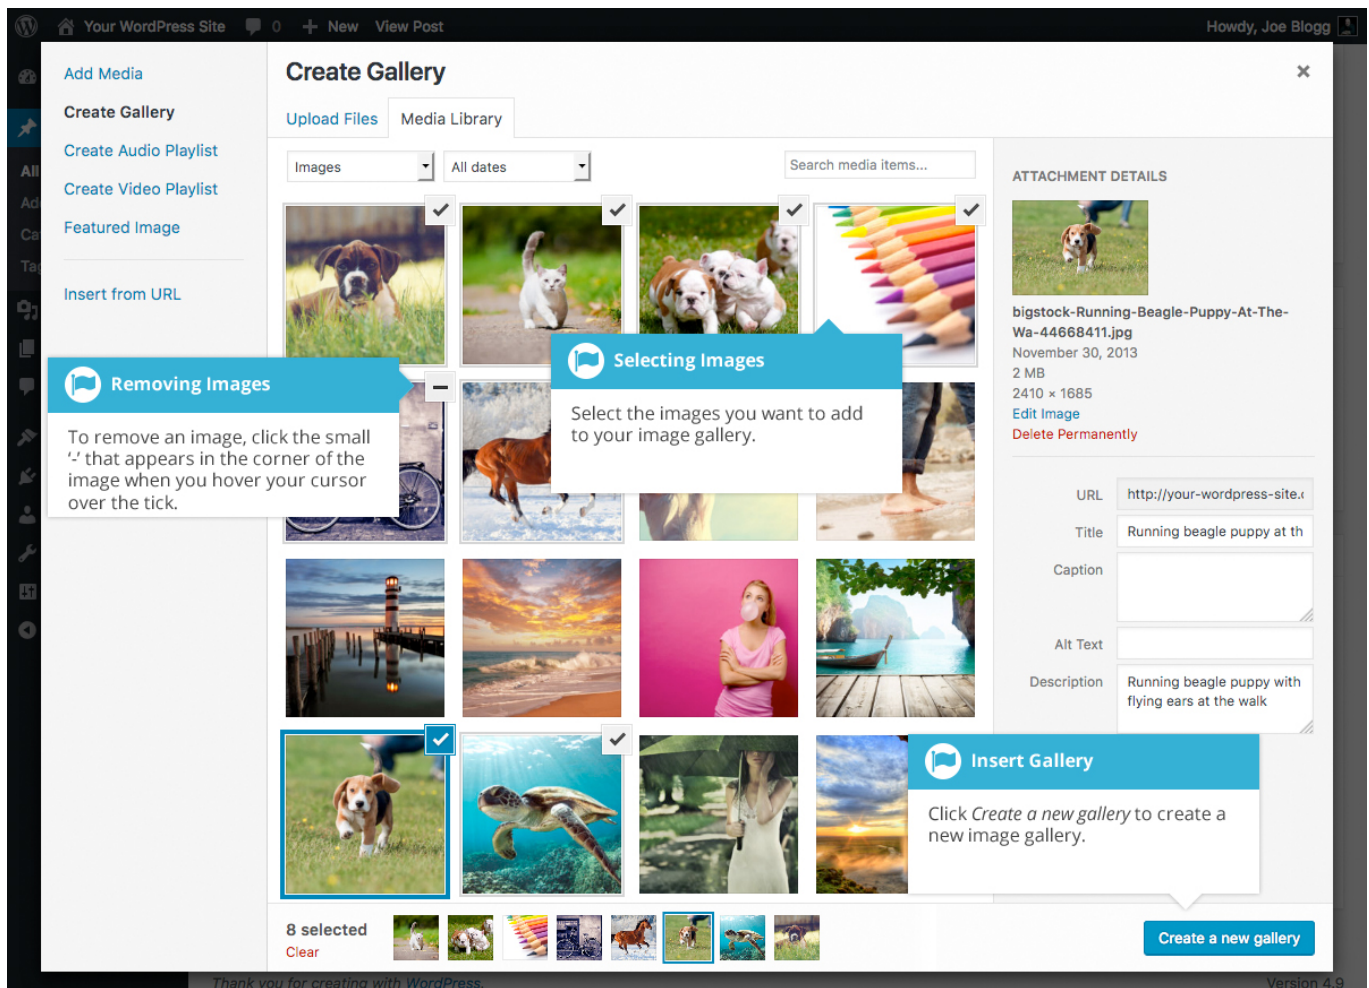 Your WordPress Site
0
New
View Post
Howdy, Joe Blogg
Add Media
Create Gallery
Create Audio Playlist
Create Video Playlist
Featured Image
Insert from URL
Create Gallery
Upload Files
Media Library
Images
All dates
Search media items...
Removing Images
To remove an image, click the small
‘-’ that appears in the corner of the
image when you hover your cursor
over the tick.
Selecting Images
Select the images you want to add
to your image gallery.
ATTACHMENT DETAILS
bigstock-Running-Beagle-Puppy-At-The-
Wa-44668411.jpg
November 30, 2013
2 MB
2410 × 1685
Edit Image
Delete Permanently
URL
http://your-wordpress-site.c
Title
Running beagle puppy at th
Caption
Alt Text
Description
Running beagle puppy with
flying ears at the walk
Insert Gallery
Click Create a new gallery to create a
new image gallery.
8 selected
Clear
Create a new gallery
All
Thank you for creating with WordPress.
Version 4.9